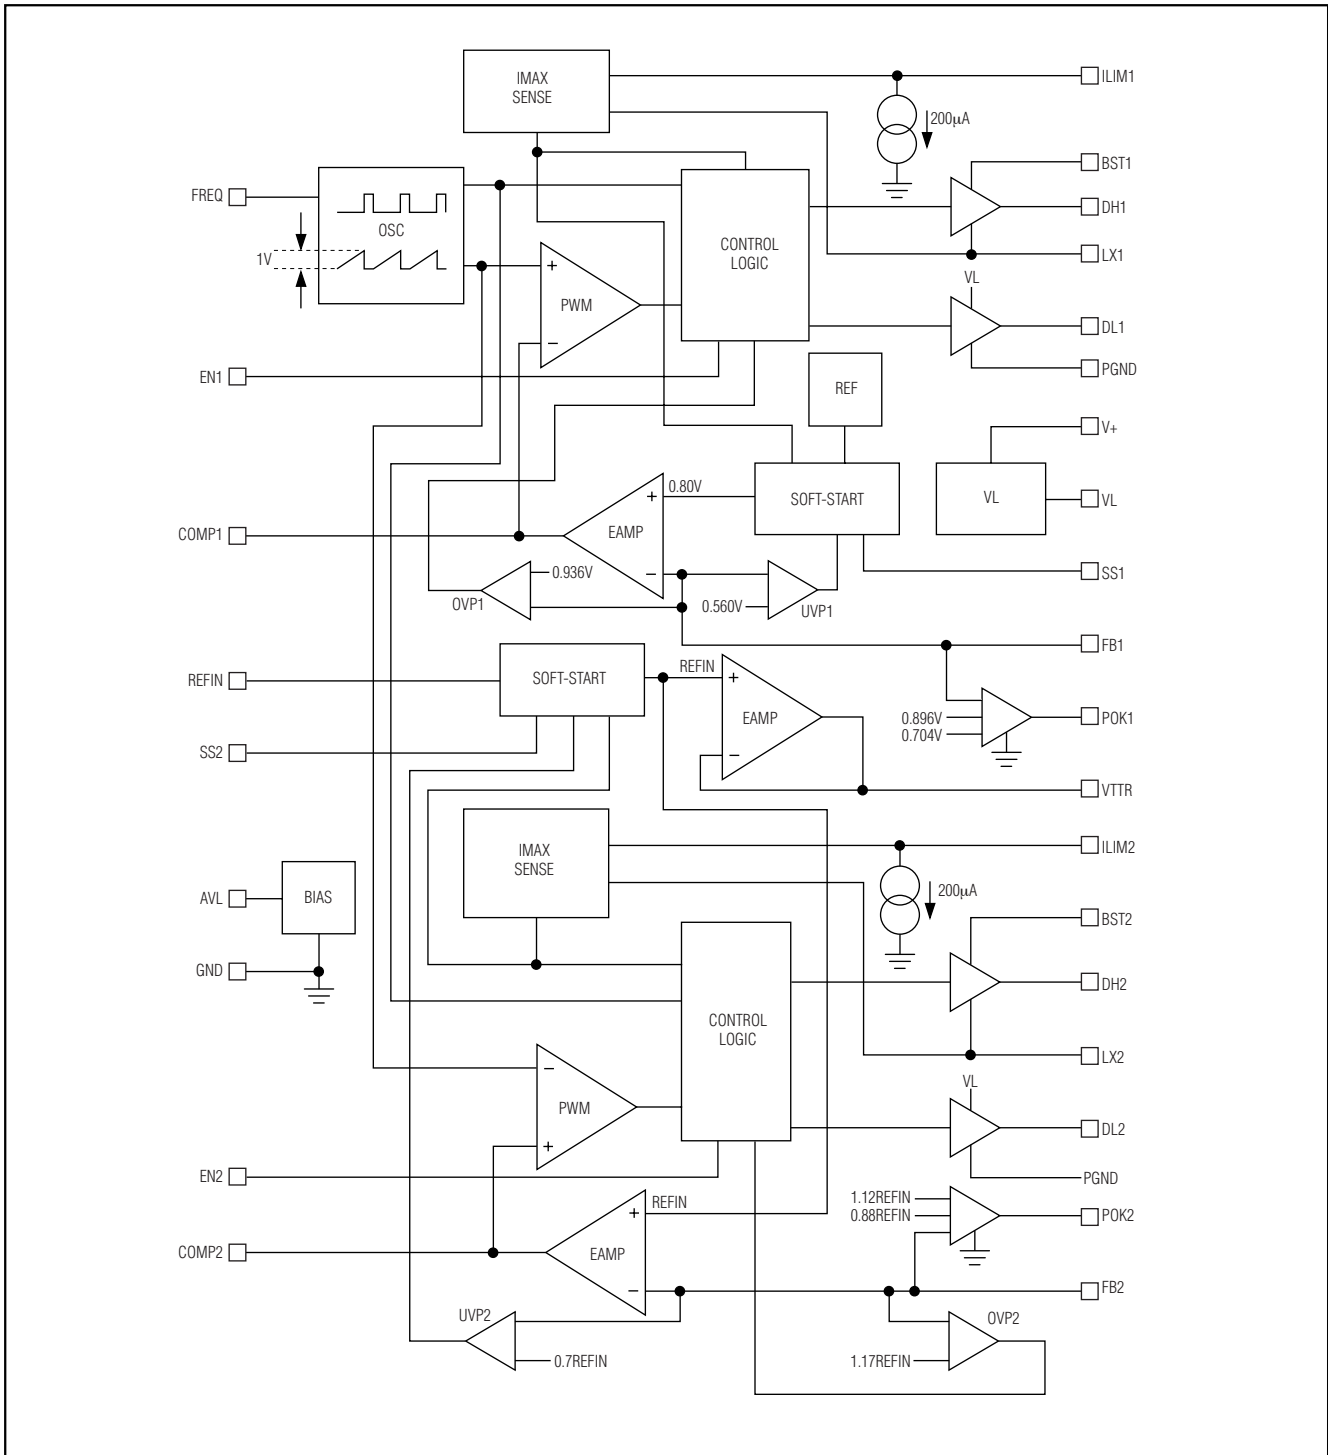 IMAX
SENSE
ILIM1
200µA
BST1
FREQ
OSC
1V
DH1
CONTROL
LOGIC
LX1
+
PWM
−
VL
DL1
EN1
PGND
REF
V+
0.80V
+
EAMP
−
SOFT-START
VL
VL
COMP1
0.936V
OVP1
0.560V
UVP1
SS1
FB1
REFIN
SOFT-START
REFIN
+
EAMP
−
0.896V
0.704V
POK1
SS2
VTTR
IMAX
SENSE
ILIM2
200µA
AVL
BIAS
BST2
GND
DH2
CONTROL
LOGIC
LX2
−
PWM
+
VL
DL2
EN2
PGND
REFIN
+
EAMP
−
1.12REFIN
0.88REFIN
POK2
COMP2
FB2
UVP2
0.7REFIN
OVP2
1.17REFIN